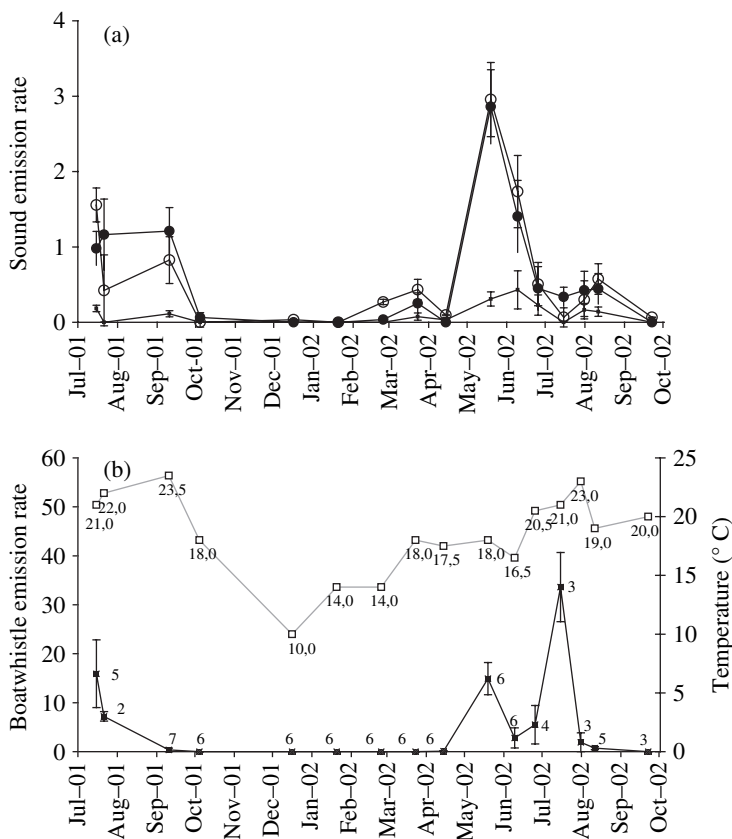 (a)
Sound emission rate
4
3
2
1
0
Jul–01
Aug–01
Sep–01
Oct–01
Nov–01
Dec–01
Jan–02
Feb–02
Mar–02
Apr–02
May–02
Jun–02
Jul–02
Aug–02
Sep–02
Oct–02
(b)
Boatwhistle emission rate
60
50
40
30
20
10
0
21,0
22,0
23,5
18,0
10,0
14,0
14,0
18,0
17,5
18,0
16,5
20,5
21,0
23,0
19,0
20,0
5
2
7
6
6
6
6
6
6
6
6
4
3
3
5
3
25
20
15
10
5
0
Temperature (° C)
Jul–01
Aug–01
Sep–01
Oct–01
Nov–01
Dec–01
Jan–02
Feb–02
Mar–02
Apr–02
May–02
Jun–02
Jul–02
Aug–02
Sep–02
Oct–02